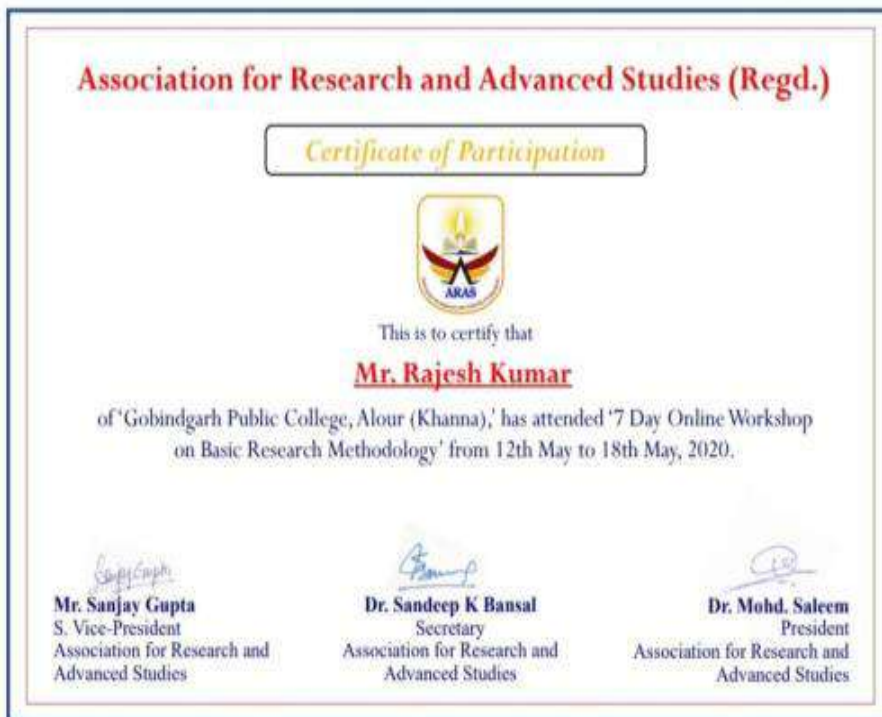 Association for Research and Advanced Studies (Regd.)
Certificate of Participation
ARAS
This is to certify that
Mr. Rajesh Kumar
of ‘Gobindgarh Public College, Alour (Khanna),’ has attended ‘7 Day Online Workshop
on Basic Research Methodology’ from 12th May to 18th May, 2020.
Mr. Sanjay Gupta
S. Vice-President
Association for Research and
Advanced Studies
Dr. Sandeep K Bansal
Secretary
Association for Research and
Advanced Studies
Dr. Mohd. Saleem
President
Association for Research and
Advanced Studies